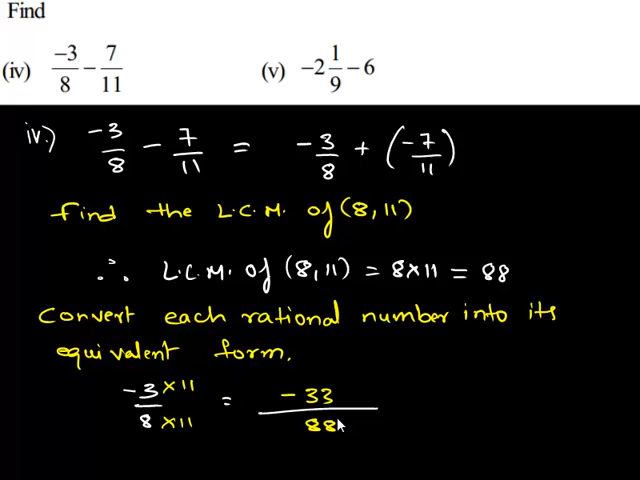 Find
(iv) -3/8 - 7/11 (v) -2 1/9 - 6
iv.) -3/8 - 7/11 = -3/8 + (-7/11)
Find the L.C.M. of (8,11)
∴ L.C.M. of (8,11) = 8×11 = 88
Convert each rational number into its
equivalent form.
-3×11/8×11 = -33/88